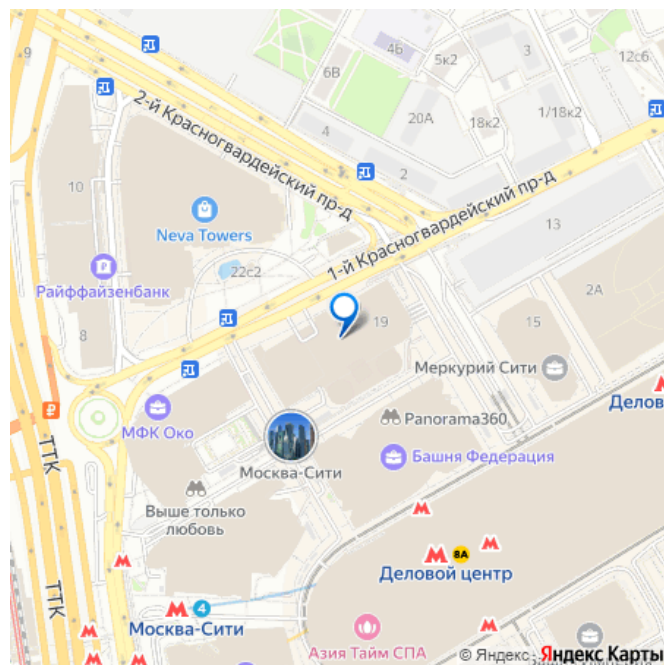 9
4Б
3
12с6
6В
5к2
2-й Красногвардейский пр-д
20А
18к2
1/18к2
4
2
10
1-й Красногвардейский пр-д
Neva Towers
13
22с2
Райффайзенбанк
2А
19
15
8
Меркурий Сити
МФК Око
Делов
Panorama360
ТТК
Башня Федерация
Москва-Сити
Выше только
любовь
8А
Деловой центр
ТТК
4
Москва-Сити
Азия Тайм СПА
© Яндекс
Яндекс Карты